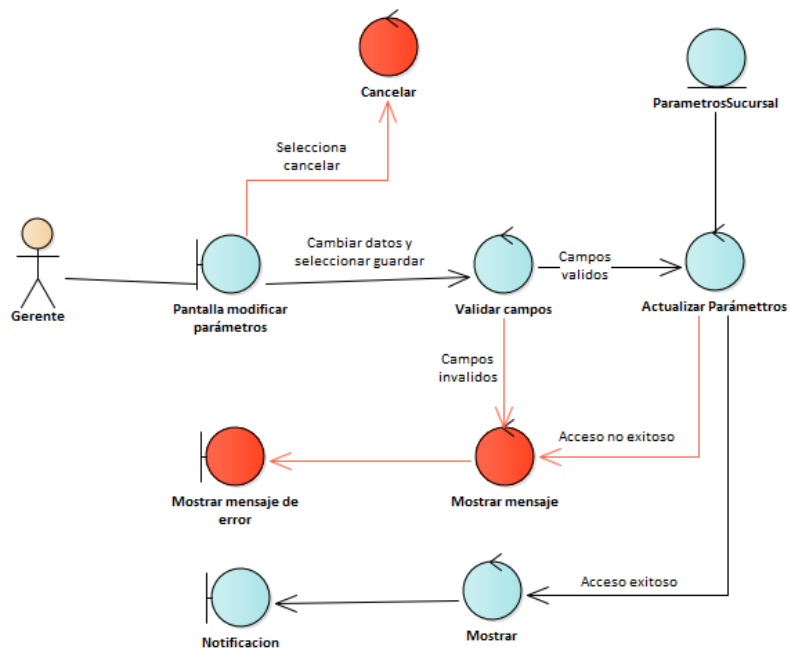 Cancelar
ParametrosSucursal
Selecciona
cancelar
Cambiar datos y
seleccionar guardar
Campos
validos
Gerente
Pantalla modificar
parámetros
Validar campos
Actualizar Parámettros
Campos
invalidos
Acceso no exitoso
Mostrar mensaje de
error
Mostrar mensaje
Acceso exitoso
Notificacion
Mostrar